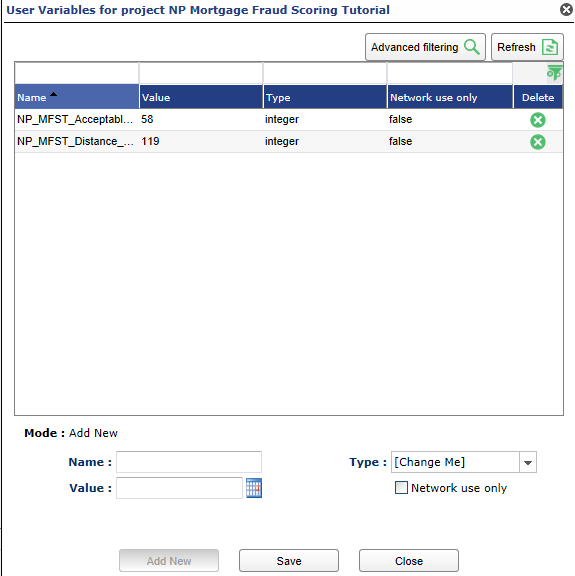 User Variables for project NP Mortgage Fraud Scoring Tutorial
Advanced filtering Refresh
Name Value Type Network use only Delete
NP_MFST_Acceptabl... 58 integer false
NP_MFST_Distance_... 119 integer false
Mode : Add New
Name : Type : [Change Me]
Value : Network use only
Add New Save Close